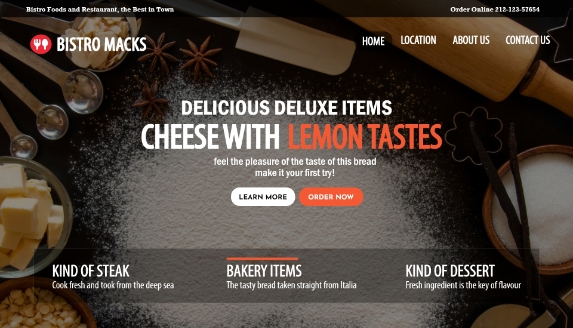 Bistro Foods and Restaurant, the Best in Town
Order Online 212-123-57654
BISTRO MACKS
HOME LOCATION ABOUT US CONTACT US
DELICIOUS DELUXE ITEMS
CHEESE WITH LEMON TASTES
feel the pleasure of the taste of this bread
make it your first try!
LEARN MORE ORDER NOW
KIND OF STEAK
Cook fresh and took from the deep sea
BAKERY ITEMS
The tasty bread taken straight from Italia
KIND OF DESSERT
Fresh ingredient is the key of flavour